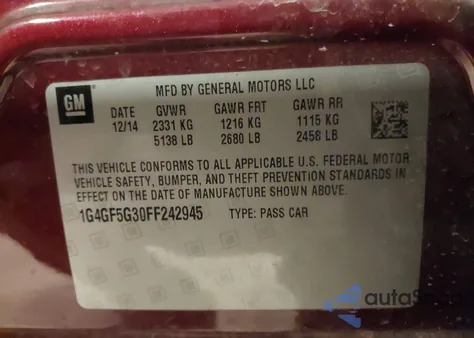 GM
MFD BY GENERAL MOTORS LLC
DATE GVWR GAWR FRT GAWR RR
12/14 2331 KG 1216 KG 1115 KG
5138 LB 2680 LB 2458 LB
THIS VEHICLE CONFORMS TO ALL APPLICABLE U.S. FEDERAL MOTOR
VEHICLE SAFETY, BUMPER, AND THEFT PREVENTION STANDARDS IN
EFFECT ON THE DATE OF MANUFACTURE SHOWN ABOVE.
1G4GF5G30FF242945 TYPE: PASS CAR